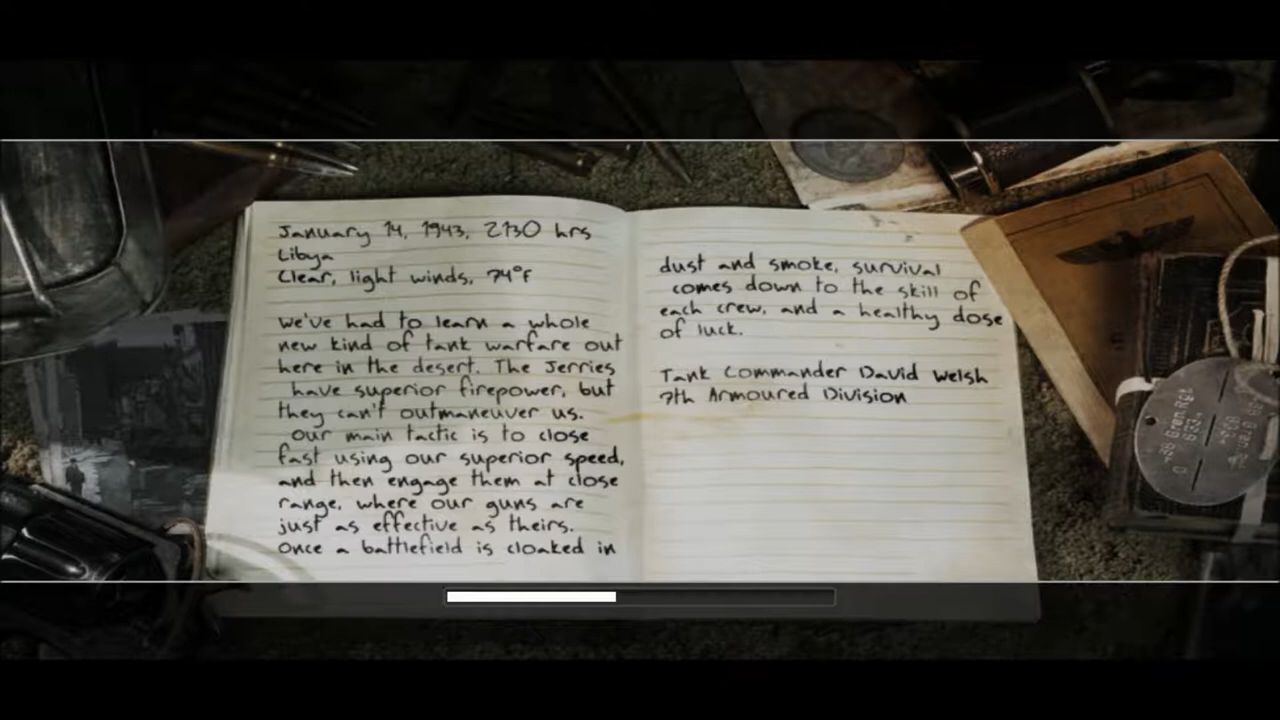 January 14, 1943, 2130 hrs
Libya
Clear, light winds, 74°F
We've had to learn a whole
new kind of tank warfare out
here in the desert. The Jerries
have superior firepower, but
they can't outmaneuver us.
Our main tactic is to close
fast using our superior speed,
and then engage them at close
range, where our guns are
just as effective as theirs.
Once a battlefield is cloaked in
dust and smoke, survival
comes down to the skill of
each crew, and a healthy dose
of luck.
Tank Commander David Welsh
7th Armoured Division